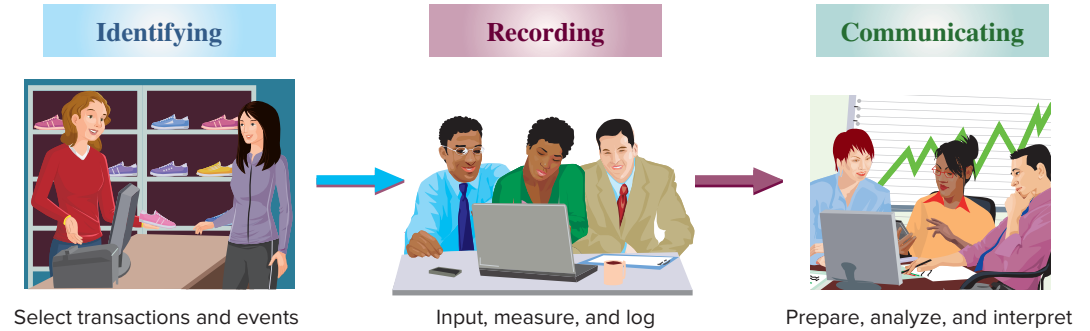 Identifying
Recording
Communicating
Select transactions and events
Input, measure, and log
Prepare, analyze, and interpret